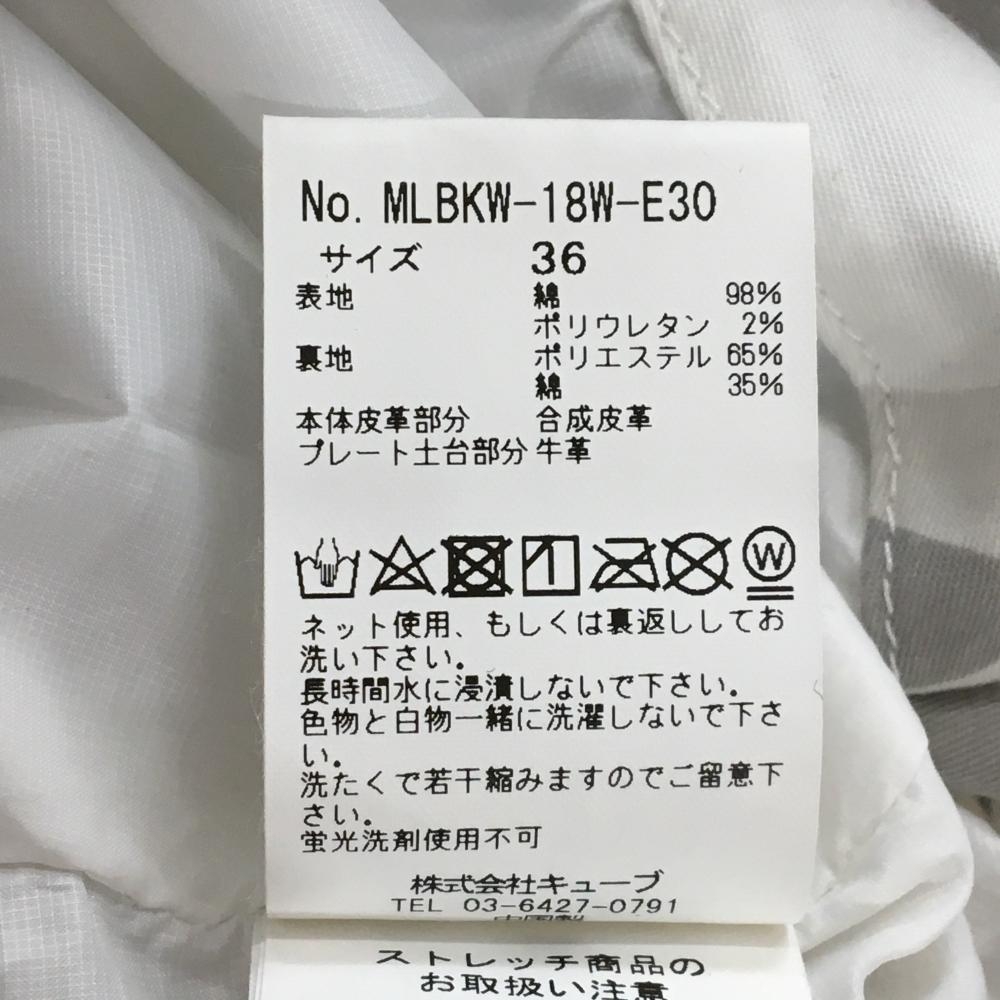 No. MLBKW-18W-E30
サイズ 36
表地 綿 98%
ポリウレタン 2%
裏地 ポリエステル 65%
綿 35%
本体皮革部分 合成皮革
プレート土台部分 牛革
W
ネット使用、もしくは裏返ししてお
洗い下さい。
長時間水に浸漬しないで下さい。
色物と白物一緒に洗濯しないで下さ
い。
洗たくで若干縮みますのでご留意下
さい。
蛍光洗剤使用不可
株式会社キューブ
TEL 03-6427-0791
中国製
ストレッチ商品の
お取扱い注意